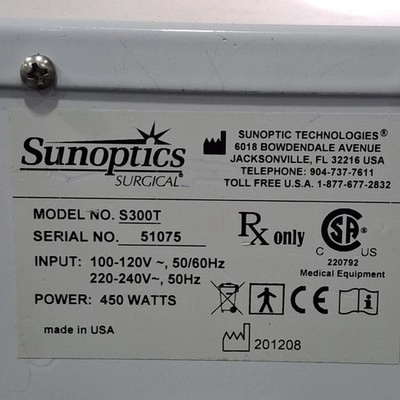 Sunoptics
SURGICAL®
SUNOPTIC TECHNOLOGIES®
6018 BOWDENDALE AVENUE
JACKSONVILLE, FL 32216 USA
TELEPHONE: 904-737-7611
TOLL FREE U.S.A. 1-877-677-2832
MODEL NO. S300T
SERIAL NO. 51075
INPUT: 100-120V ~, 50/60Hz
220-240V~, 50Hz
POWER: 450 WATTS
made in USA
Rx only
CSA
C US
220792
Medical Equipment
CE
i
201208